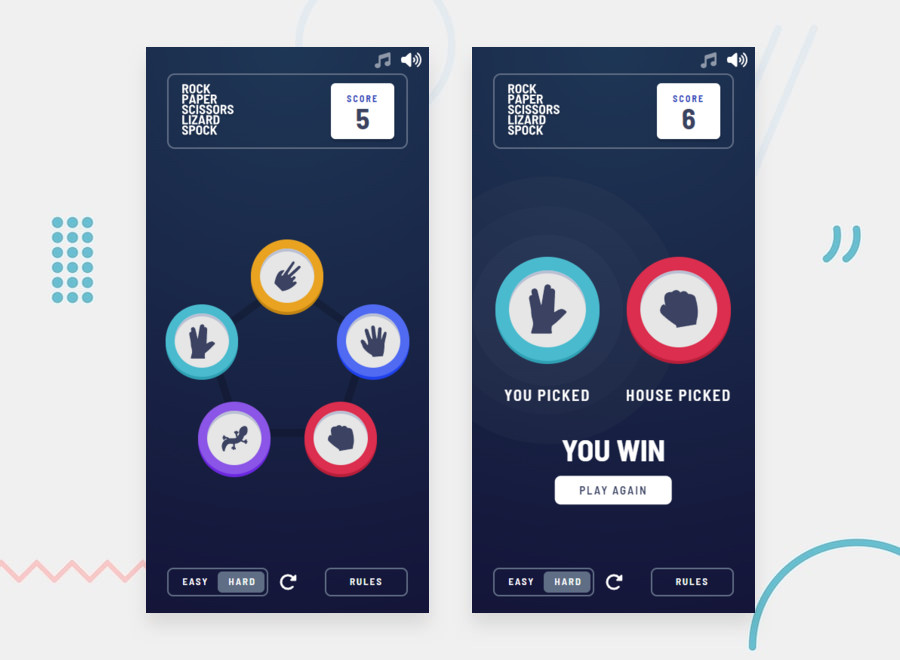 ROCK
PAPER
SCISSORS
LIZARD
SPOCK
SCORE
5
EASY
HARD
RULES
ROCK
PAPER
SCISSORS
LIZARD
SPOCK
SCORE
6
YOU PICKED
HOUSE PICKED
YOU WIN
PLAY AGAIN
EASY
HARD
RULES